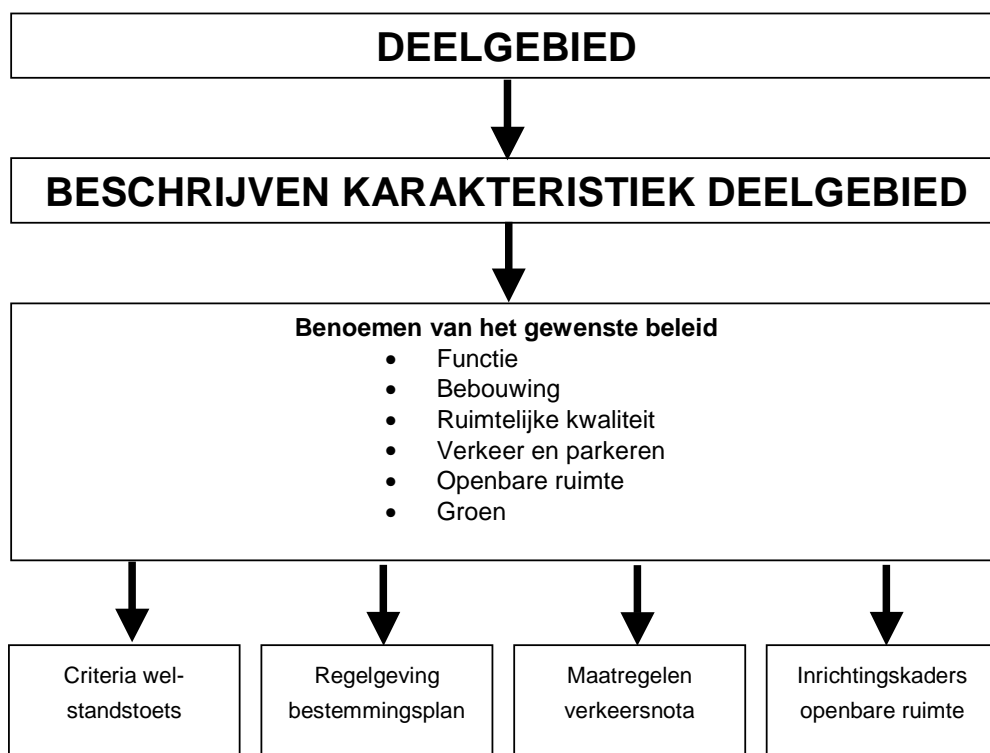 DEELGEBIED
BESCHRIJVEN KARAKTERISTIEK DEELGEBIED
Benoemen van het gewenste beleid
• Functie
• Bebouwing
• Ruimtelijke kwaliteit
• Verkeer en parkeren
• Openbare ruimte
• Groen
Criteria wel-
standstoets
Regelgeving
bestemmingsplan
Maatregelen
verkeersnota
Inrichtingskaders
openbare ruimte